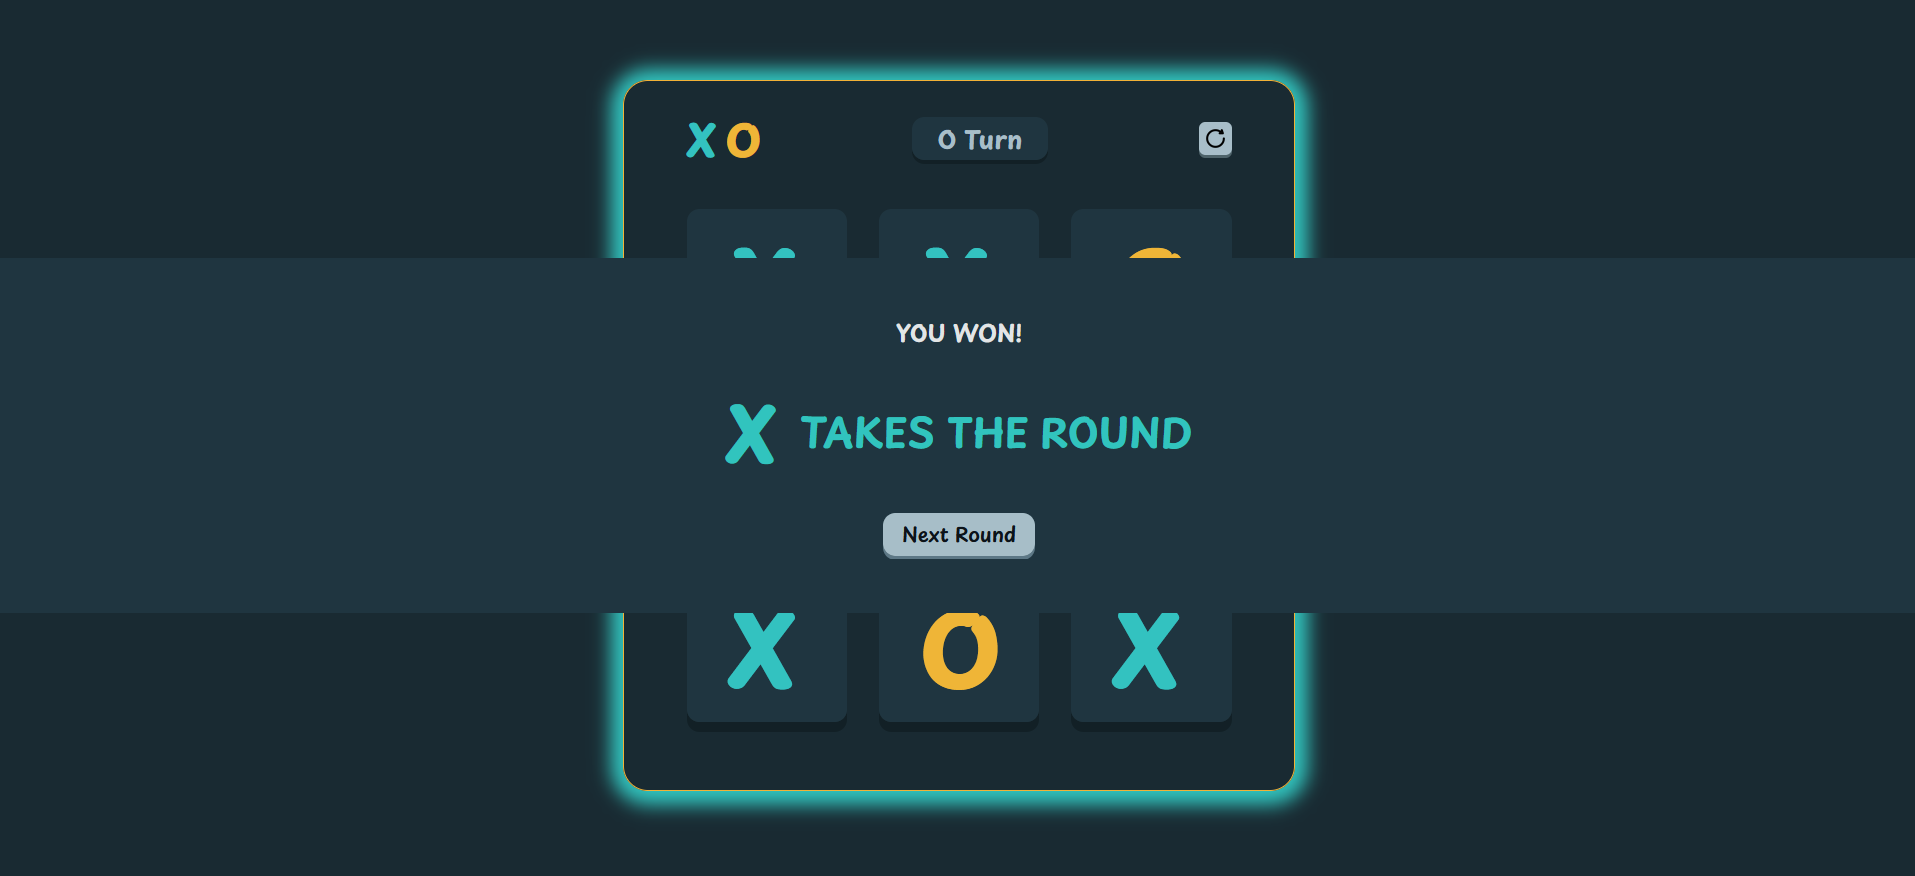 X O
O Turn
X X O
YOU WON!
X TAKES THE ROUND
Next Round
X O X